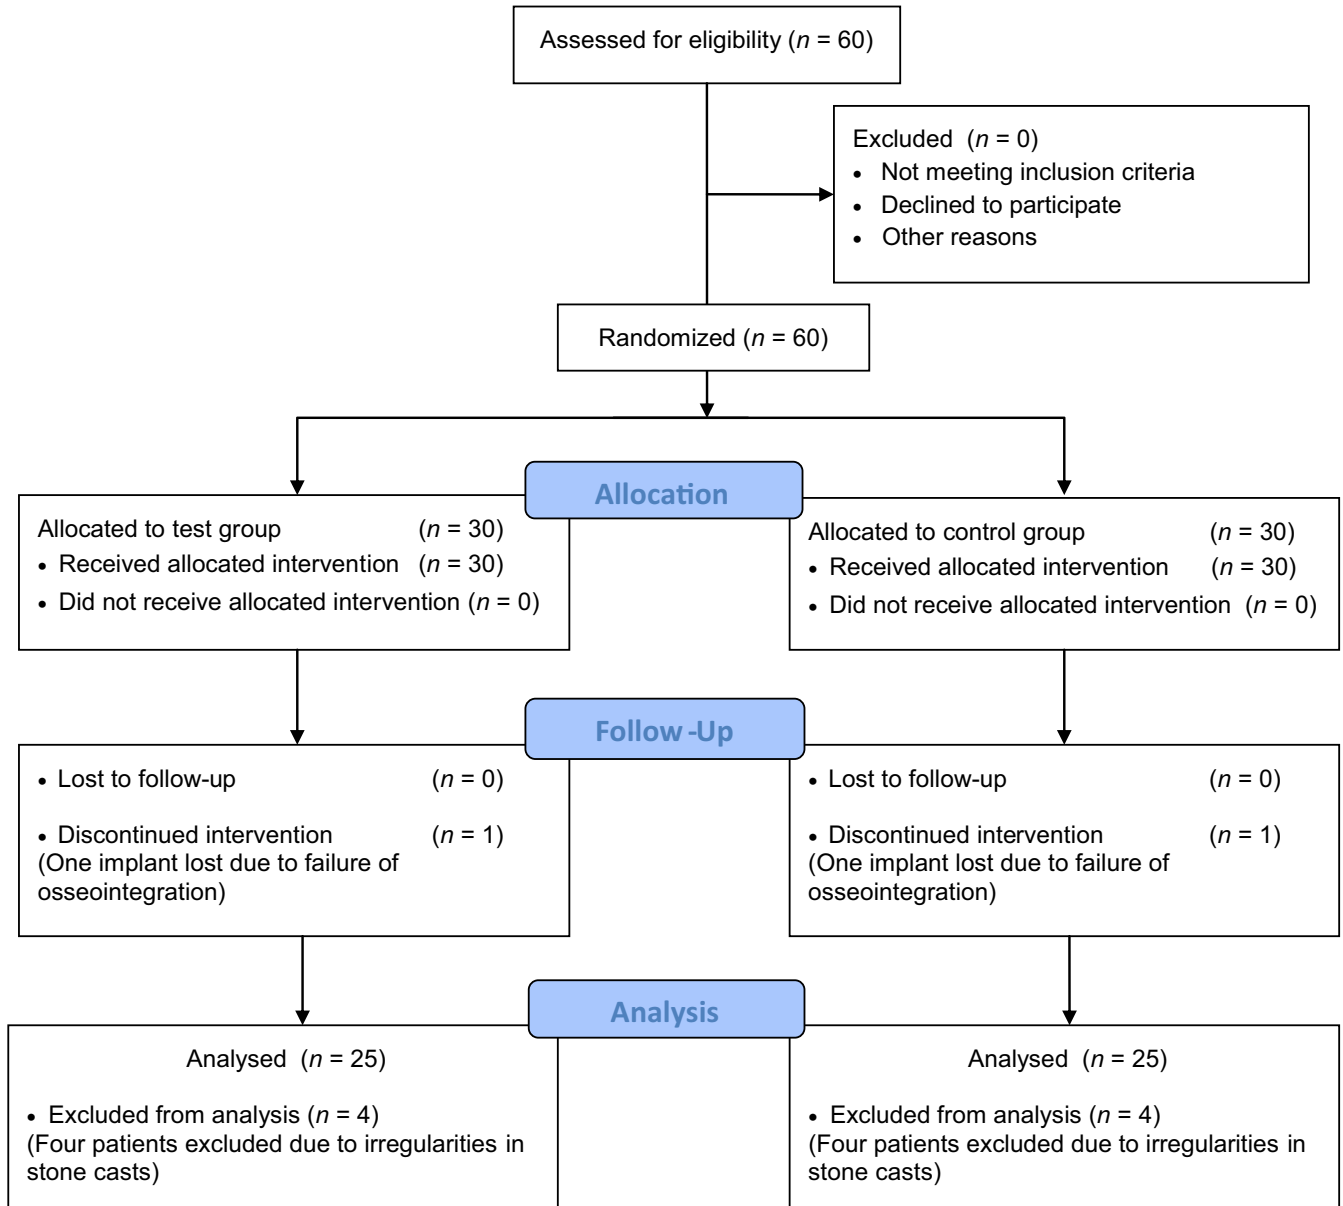 Assessed for eligibility (n = 60)
Excluded (n = 0)
• Not meeting inclusion criteria
• Declined to participate
• Other reasons
Randomized (n = 60)
Allocation
Allocated to test group (n = 30)
• Received allocated intervention (n = 30)
• Did not receive allocated intervention (n = 0)
Allocated to control group (n = 30)
• Received allocated intervention (n = 30)
• Did not receive allocated intervention (n = 0)
Follow-Up
• Lost to follow-up (n = 0)
• Discontinued intervention (n = 1)
(One implant lost due to failure of
osseointegration)
• Lost to follow-up (n = 0)
• Discontinued intervention (n = 1)
(One implant lost due to failure of
osseointegration)
Analysis
Analysed (n = 25)
• Excluded from analysis (n = 4)
(Four patients excluded due to irregularities in
stone casts)
Analysed (n = 25)
• Excluded from analysis (n = 4)
(Four patients excluded due to irregularities in
stone casts)